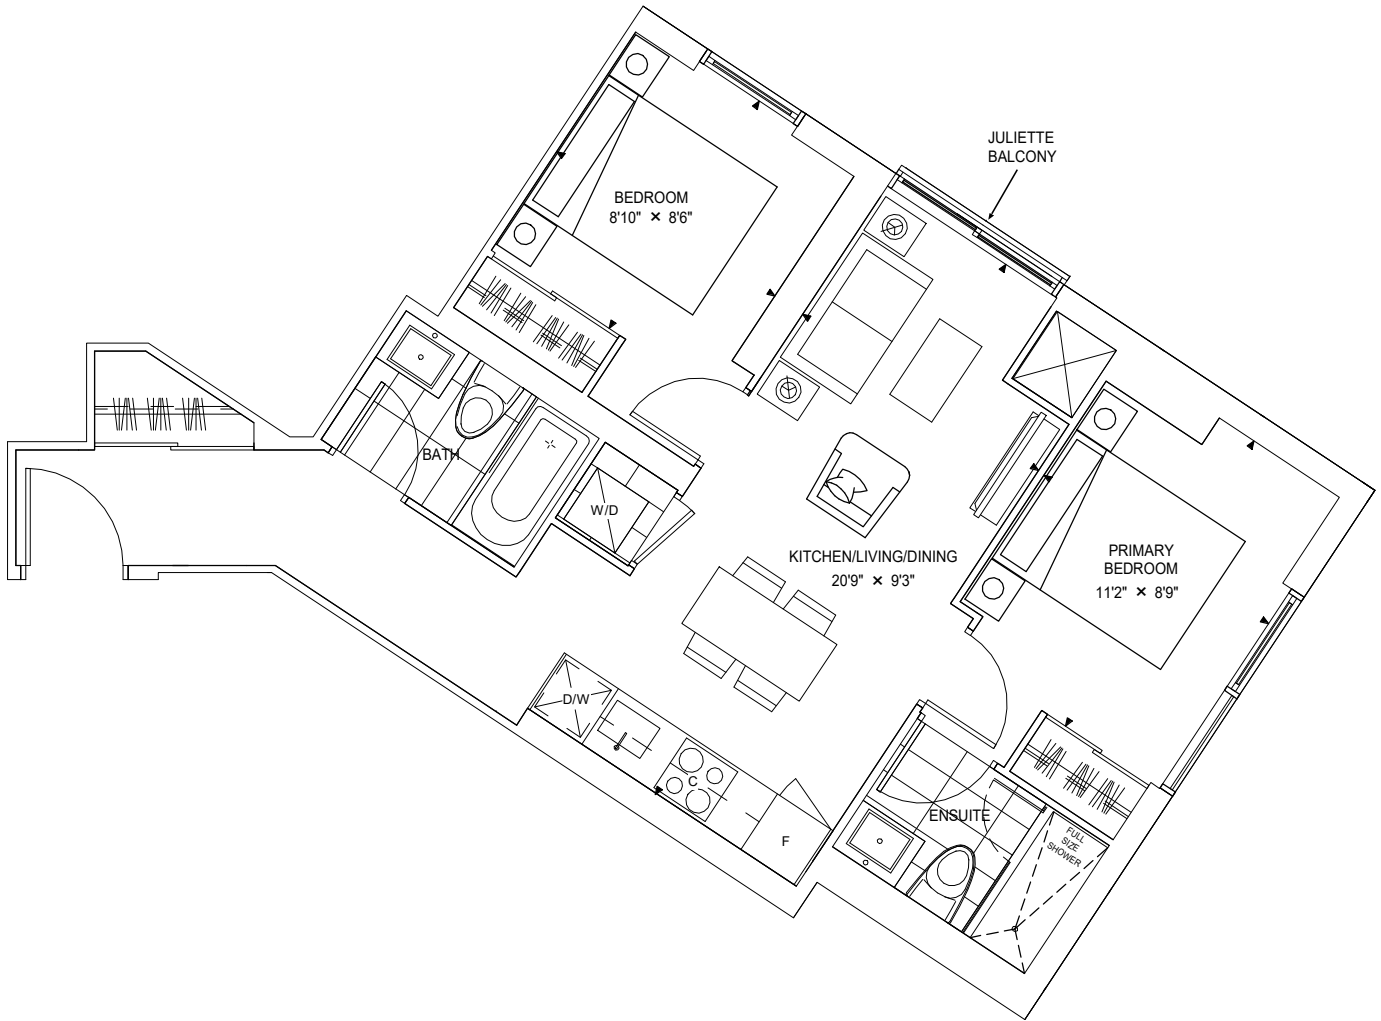 JULIETTE
BALCONY
BEDROOM
8'10" × 8'6"
BATH
W/D
KITCHEN/LIVING/DINING
20'9" × 9'3"
PRIMARY
BEDROOM
11'2" × 8'9"
D/W
C
F
ENSUITE
FULL
SIZE
SHOWER